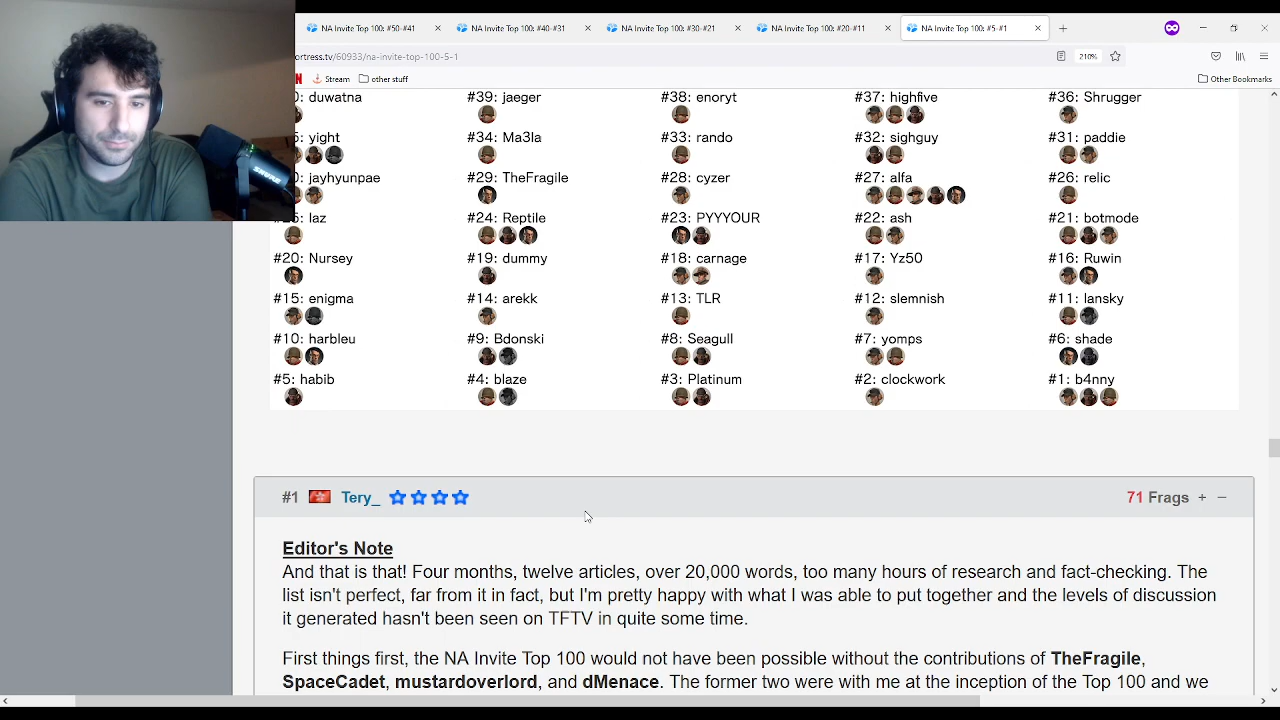 NA Invite Top 100: #50-#41
NA Invite Top 100: #40-#31
NA Invite Top 100: #30-#21
NA Invite Top 100: #20-#11
NA Invite Top 100: #5-#1
ortress.tv/60933/na-invite-top-100-5-1
210%
Stream
other stuff
Other Bookmarks
duwatna #39: jaeger #38: enoryt #37: highfive #36: Shrugger
yight #34: Ma3la #33: rando #32: sighguy #31: paddie
jayhyunpae #29: TheFragile #28: cyzer #27: alfa #26: relic
laz #24: Reptile #23: PYYYOUR #22: ash #21: botmode
#20: Nursey #19: dummy #18: carnage #17: Yz50 #16: Ruwin
#15: enigma #14: arekk #13: TLR #12: slemnish #11: lansky
#10: harbleu #9: Bdonski #8: Seagull #7: yomps #6: shade
#5: habib #4: blaze #3: Platinum #2: clockwork #1: b4nny
#1 Tery_ 71 Frags + −
Editor's Note
And that is that! Four months, twelve articles, over 20,000 words, too many hours of research and fact-checking. The
list isn't perfect, far from it in fact, but I'm pretty happy with what I was able to put together and the levels of discussion
it generated hasn't been seen on TFTV in quite some time.
First things first, the NA Invite Top 100 would not have been possible without the contributions of TheFragile,
SpaceCadet, mustardoverlord, and dMenace. The former two were with me at the inception of the Top 100 and we
SHURE